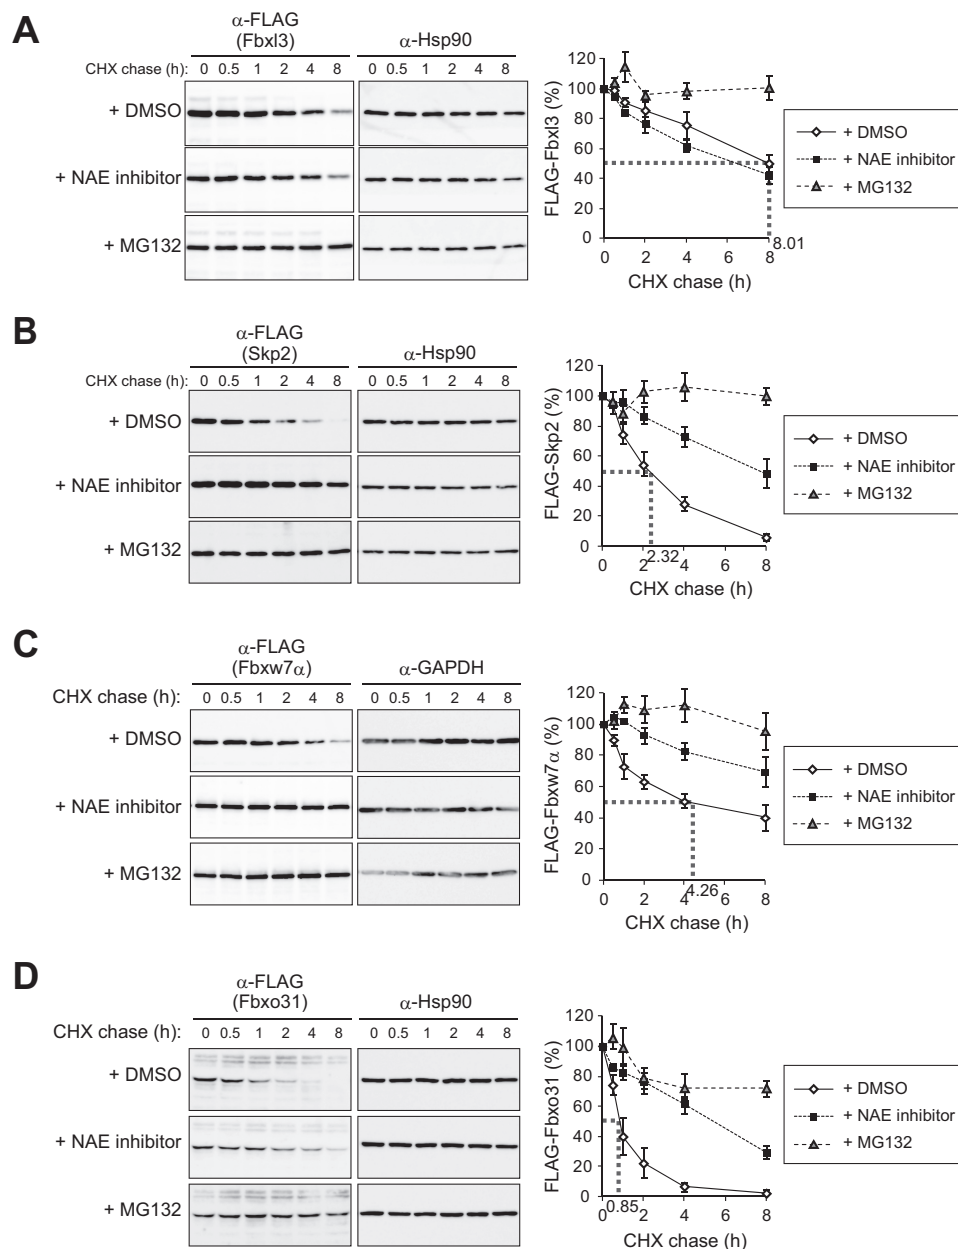 A
α-FLAG
(Fbxl3)
α-Hsp90
CHX chase (h): 0 0.5 1 2 4 8 0 0.5 1 2 4 8
+ DMSO
+ NAE inhibitor
+ MG132
FLAG-Fbxl3 (%)
120
100
80
60
40
20
0
0 2 4 6 8
8.01
CHX chase (h)
+ DMSO
+ NAE inhibitor
+ MG132
B
α-FLAG
(Skp2)
α-Hsp90
CHX chase (h): 0 0.5 1 2 4 8 0 0.5 1 2 4 8
+ DMSO
+ NAE inhibitor
+ MG132
FLAG-Skp2 (%)
120
100
80
60
40
20
0
0 2 4 6 8
2.32
CHX chase (h)
+ DMSO
+ NAE inhibitor
+ MG132
C
α-FLAG
(Fbxw7α)
α-GAPDH
CHX chase (h): 0 0.5 1 2 4 8 0 0.5 1 2 4 8
+ DMSO
+ NAE inhibitor
+ MG132
FLAG-Fbxw7α (%)
120
100
80
60
40
20
0
0 2 4 6 8
4.26
CHX chase (h)
+ DMSO
+ NAE inhibitor
+ MG132
D
α-FLAG
(Fbxo31)
α-Hsp90
CHX chase (h): 0 0.5 1 2 4 8 0 0.5 1 2 4 8
+ DMSO
+ NAE inhibitor
+ MG132
FLAG-Fbxo31 (%)
120
100
80
60
40
20
0
0 2 4 6 8
0.85
CHX chase (h)
+ DMSO
+ NAE inhibitor
+ MG132